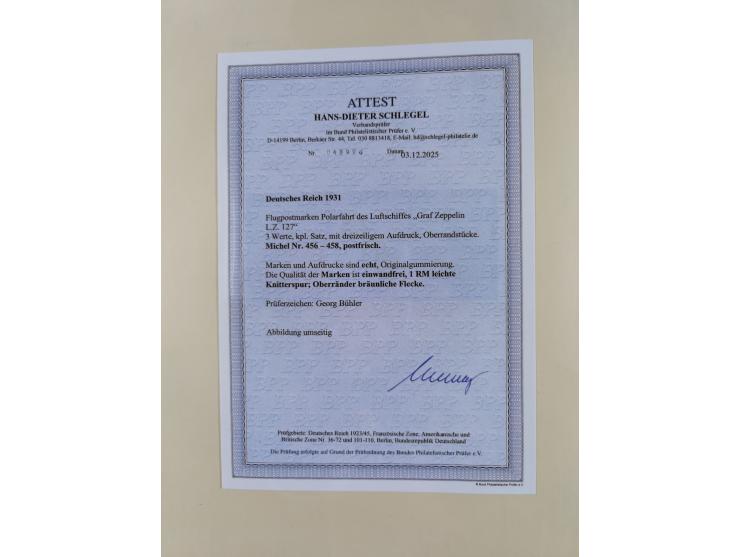 ATTEST
HANS-DIETER SCHLEGEL
Verbandsprüfer
im Bund Philatelistischer Prüfer e. V.
D-14199 Berlin, Berkaer Str. 44, Tel. 030 8813418, E-Mail: hd@schlegel-philatelie.de
Nr. Datum 03.12.2025
Deutsches Reich 1931
Flugpostmarken Polarfahrt des Luftschiffes „Graf Zeppelin
L.Z. 127“
3 Werte, kpl. Satz, mit dreizeiligem Aufdruck, Oberrandstücke.
Michel Nr. 456 – 458, postfrisch.
Marken und Aufdrucke sind echt, Originalgummierung.
Die Qualität der Marken ist einwandfrei, 1 RM leichte
Knitterspur; Oberränder bräunliche Flecke.
Prüferzeichen: Georg Bühler
Abbildung umseitig
Prüfgebiete: Deutsches Reich 1923/45, Französische Zone, Amerikanische und
Britische Zone Nr. 36-72 und 101-110, Berlin, Bundesrepublik Deutschland
Die Prüfung erfolgte auf Grund der Prüfordnung des Bundes Philatelistischer Prüfer e.V.
© Bund Philatelistischer Prüfer e.V.